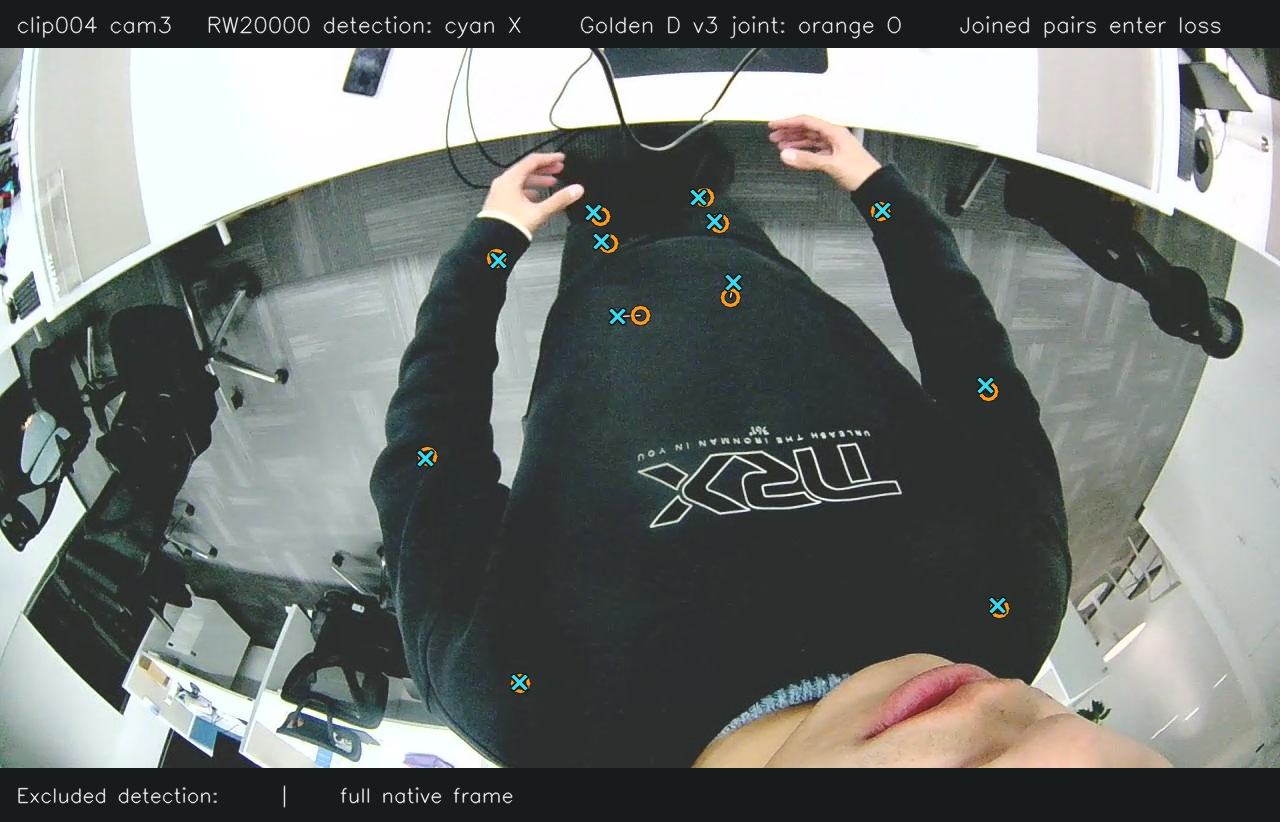 clip004 cam3 RW20000 detection: cyan X Golden D v3 joint: orange O Joined pairs enter loss
UNLEASH THE IRONMAN IN YOU
360°
TRX
Excluded detection: | full native frame